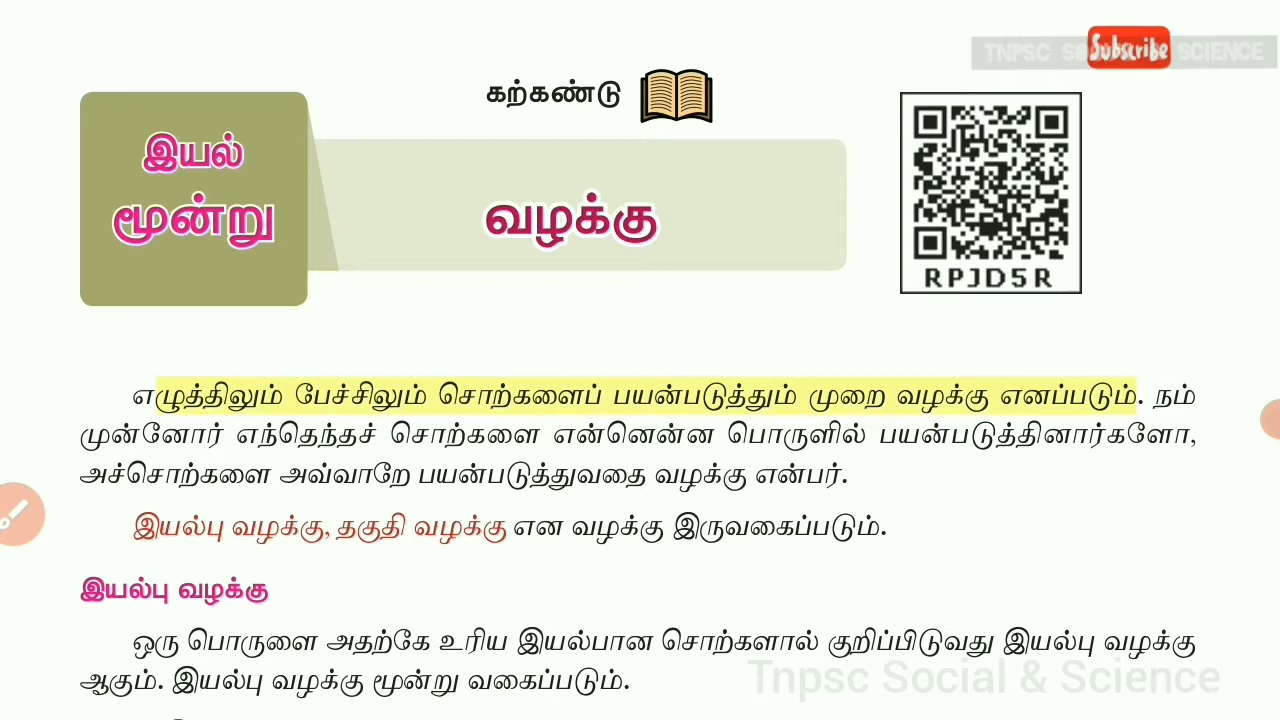 TNPSC SOCIAL & SCIENCE
Subscribe
கற்கண்டு
இயல்
மூன்று
வழக்கு
RPJD5R
எழுத்திலும் பேச்சிலும் சொற்களைப் பயன்படுத்தும் முறை வழக்கு எனப்படும். நம்
முன்னோர் எந்தெந்தச் சொற்களை என்னென்ன பொருளில் பயன்படுத்தினார்களோ,
அச்சொற்களை அவ்வாறே பயன்படுத்துவதை வழக்கு என்பர்.
இயல்பு வழக்கு, தகுதி வழக்கு என வழக்கு இருவகைப்படும்.
இயல்பு வழக்கு
ஒரு பொருளை அதற்கே உரிய இயல்பான சொற்களால் குறிப்பிடுவது இயல்பு வழக்கு
ஆகும். இயல்பு வழக்கு மூன்று வகைப்படும்.
Tnpsc Social & Science